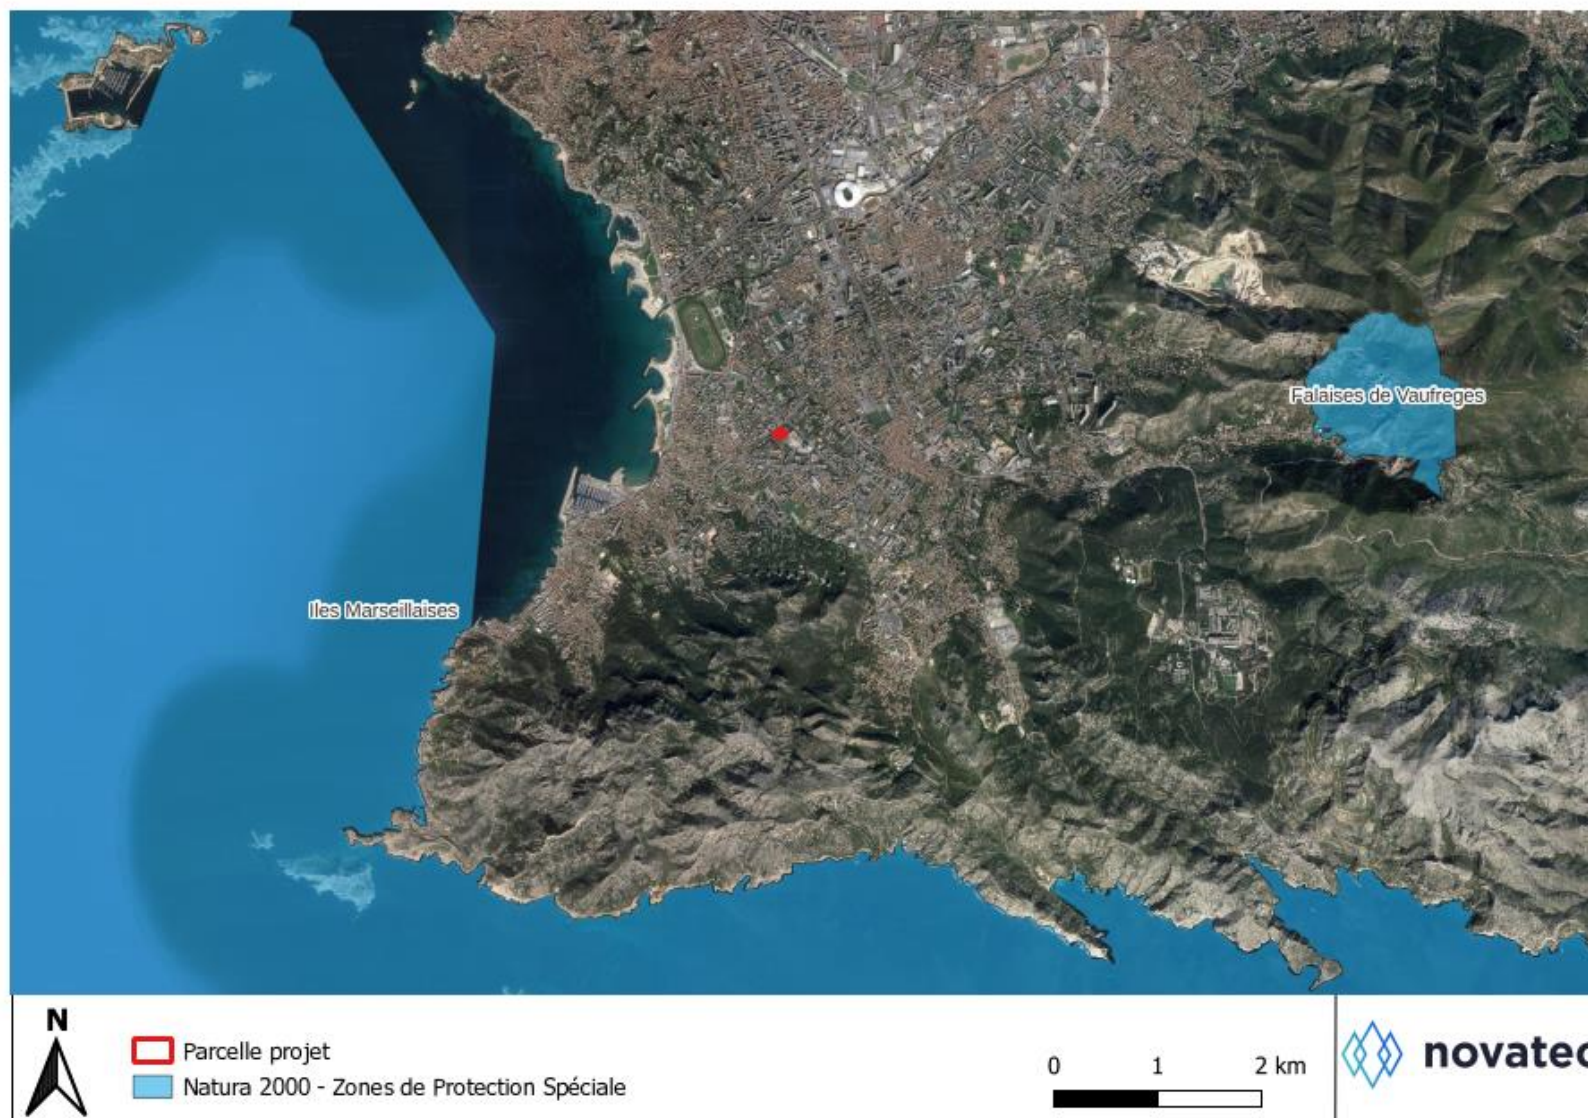 Falaises de Vaufreges
Iles Marseillaises
N
Parcelle projet
Natura 2000 - Zones de Protection Spéciale
0 1 2 km
novatec